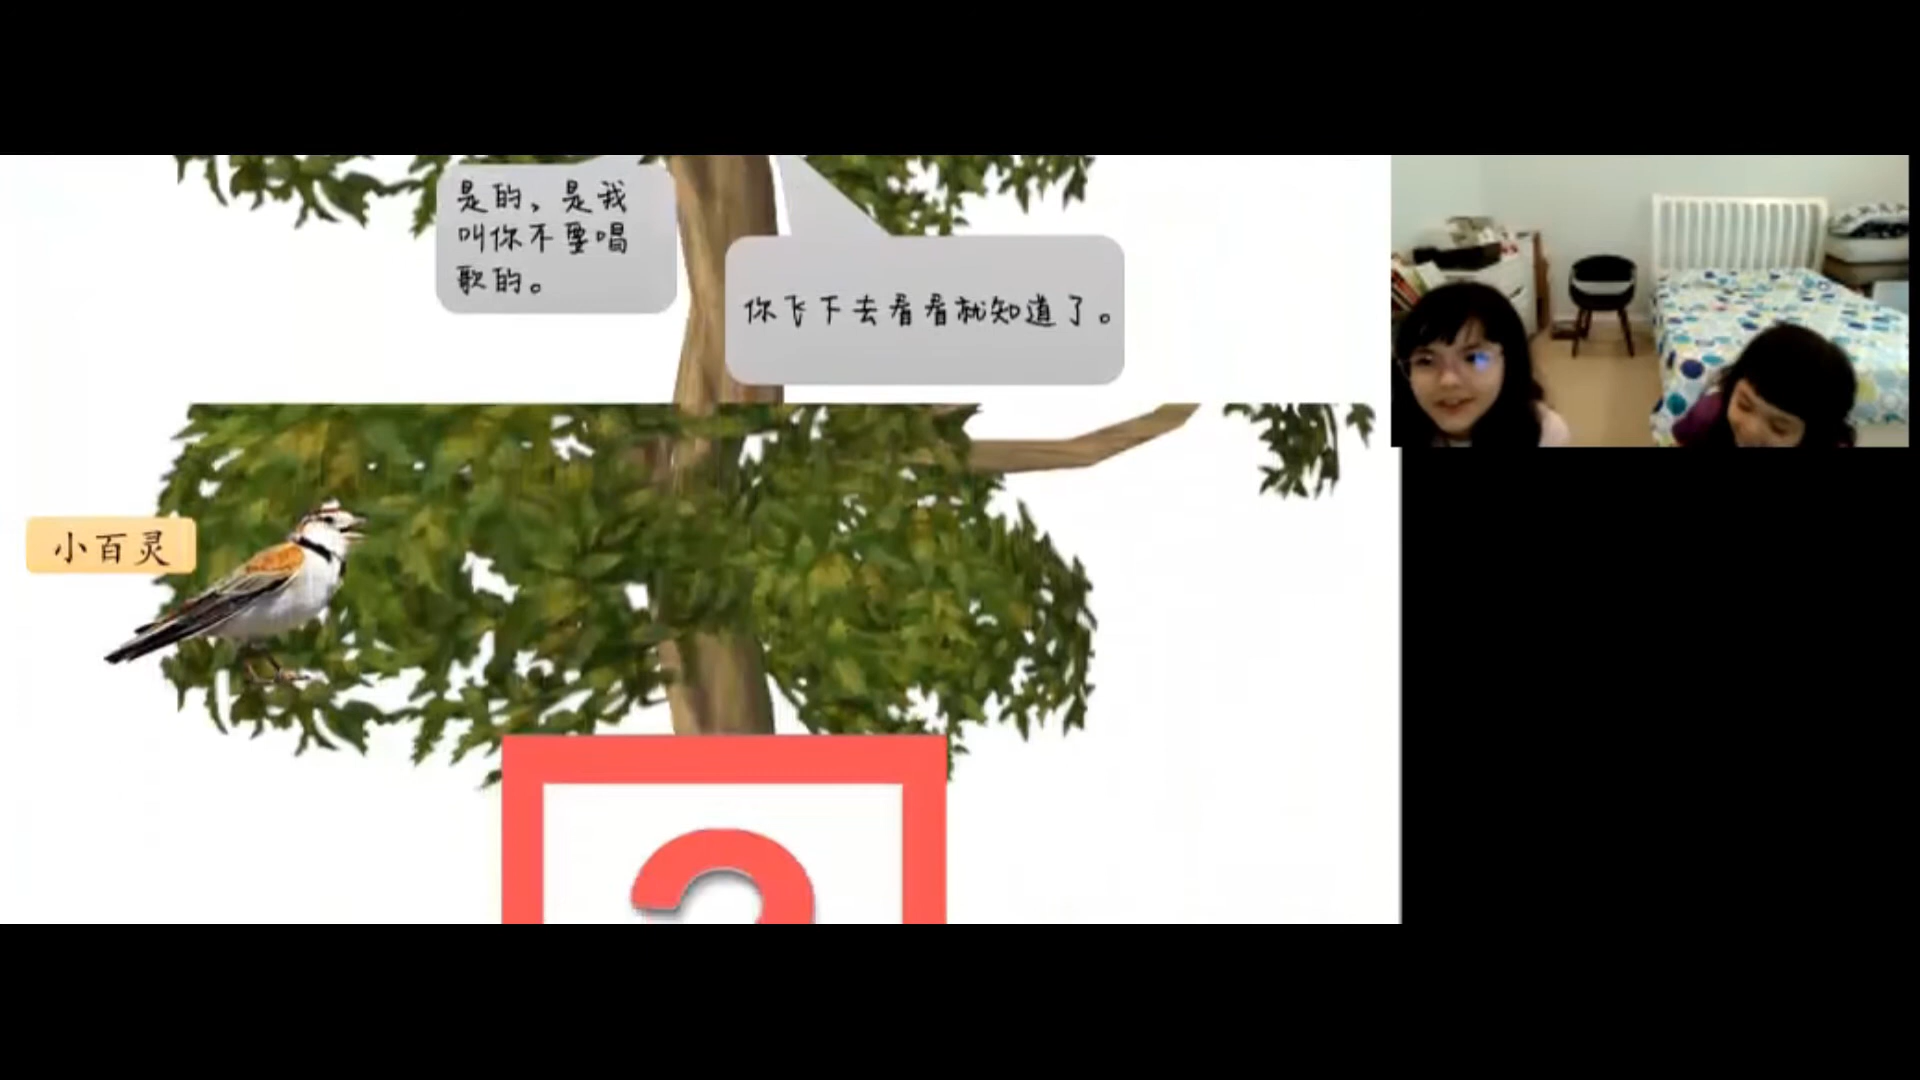 是的，是我
叫你不要唱
歌的。
你飞下去看看就知道了。
小百灵
?